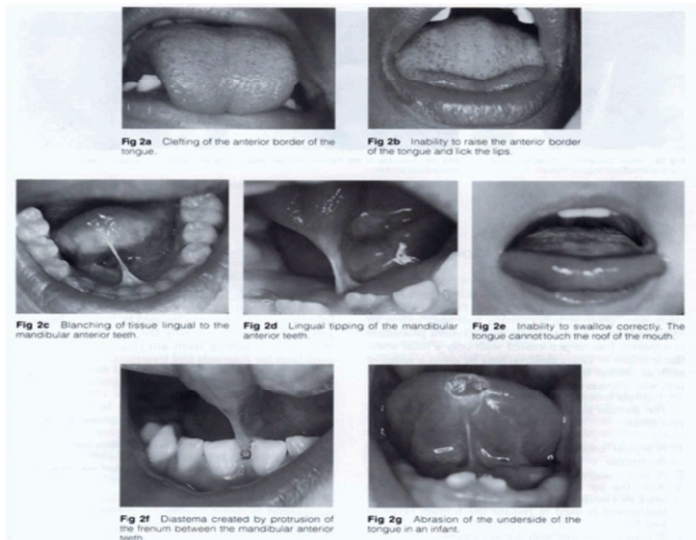 Fig 2a Clefting of the anterior border of the
tongue.
Fig 2b Inability to raise the anterior border
of the tongue and lick the lips.
Fig 2c Blanching of tissue lingual to the
mandibular anterior teeth.
Fig 2d Lingual tipping of the mandibular
anterior teeth.
Fig 2e Inability to swallow correctly. The
tongue cannot touch the roof of the mouth.
Fig 2f Diastema created by protrusion of
the frenum between the mandibular anterior
teeth.
Fig 2g Abrasion of the underside of the
tongue in an infant.